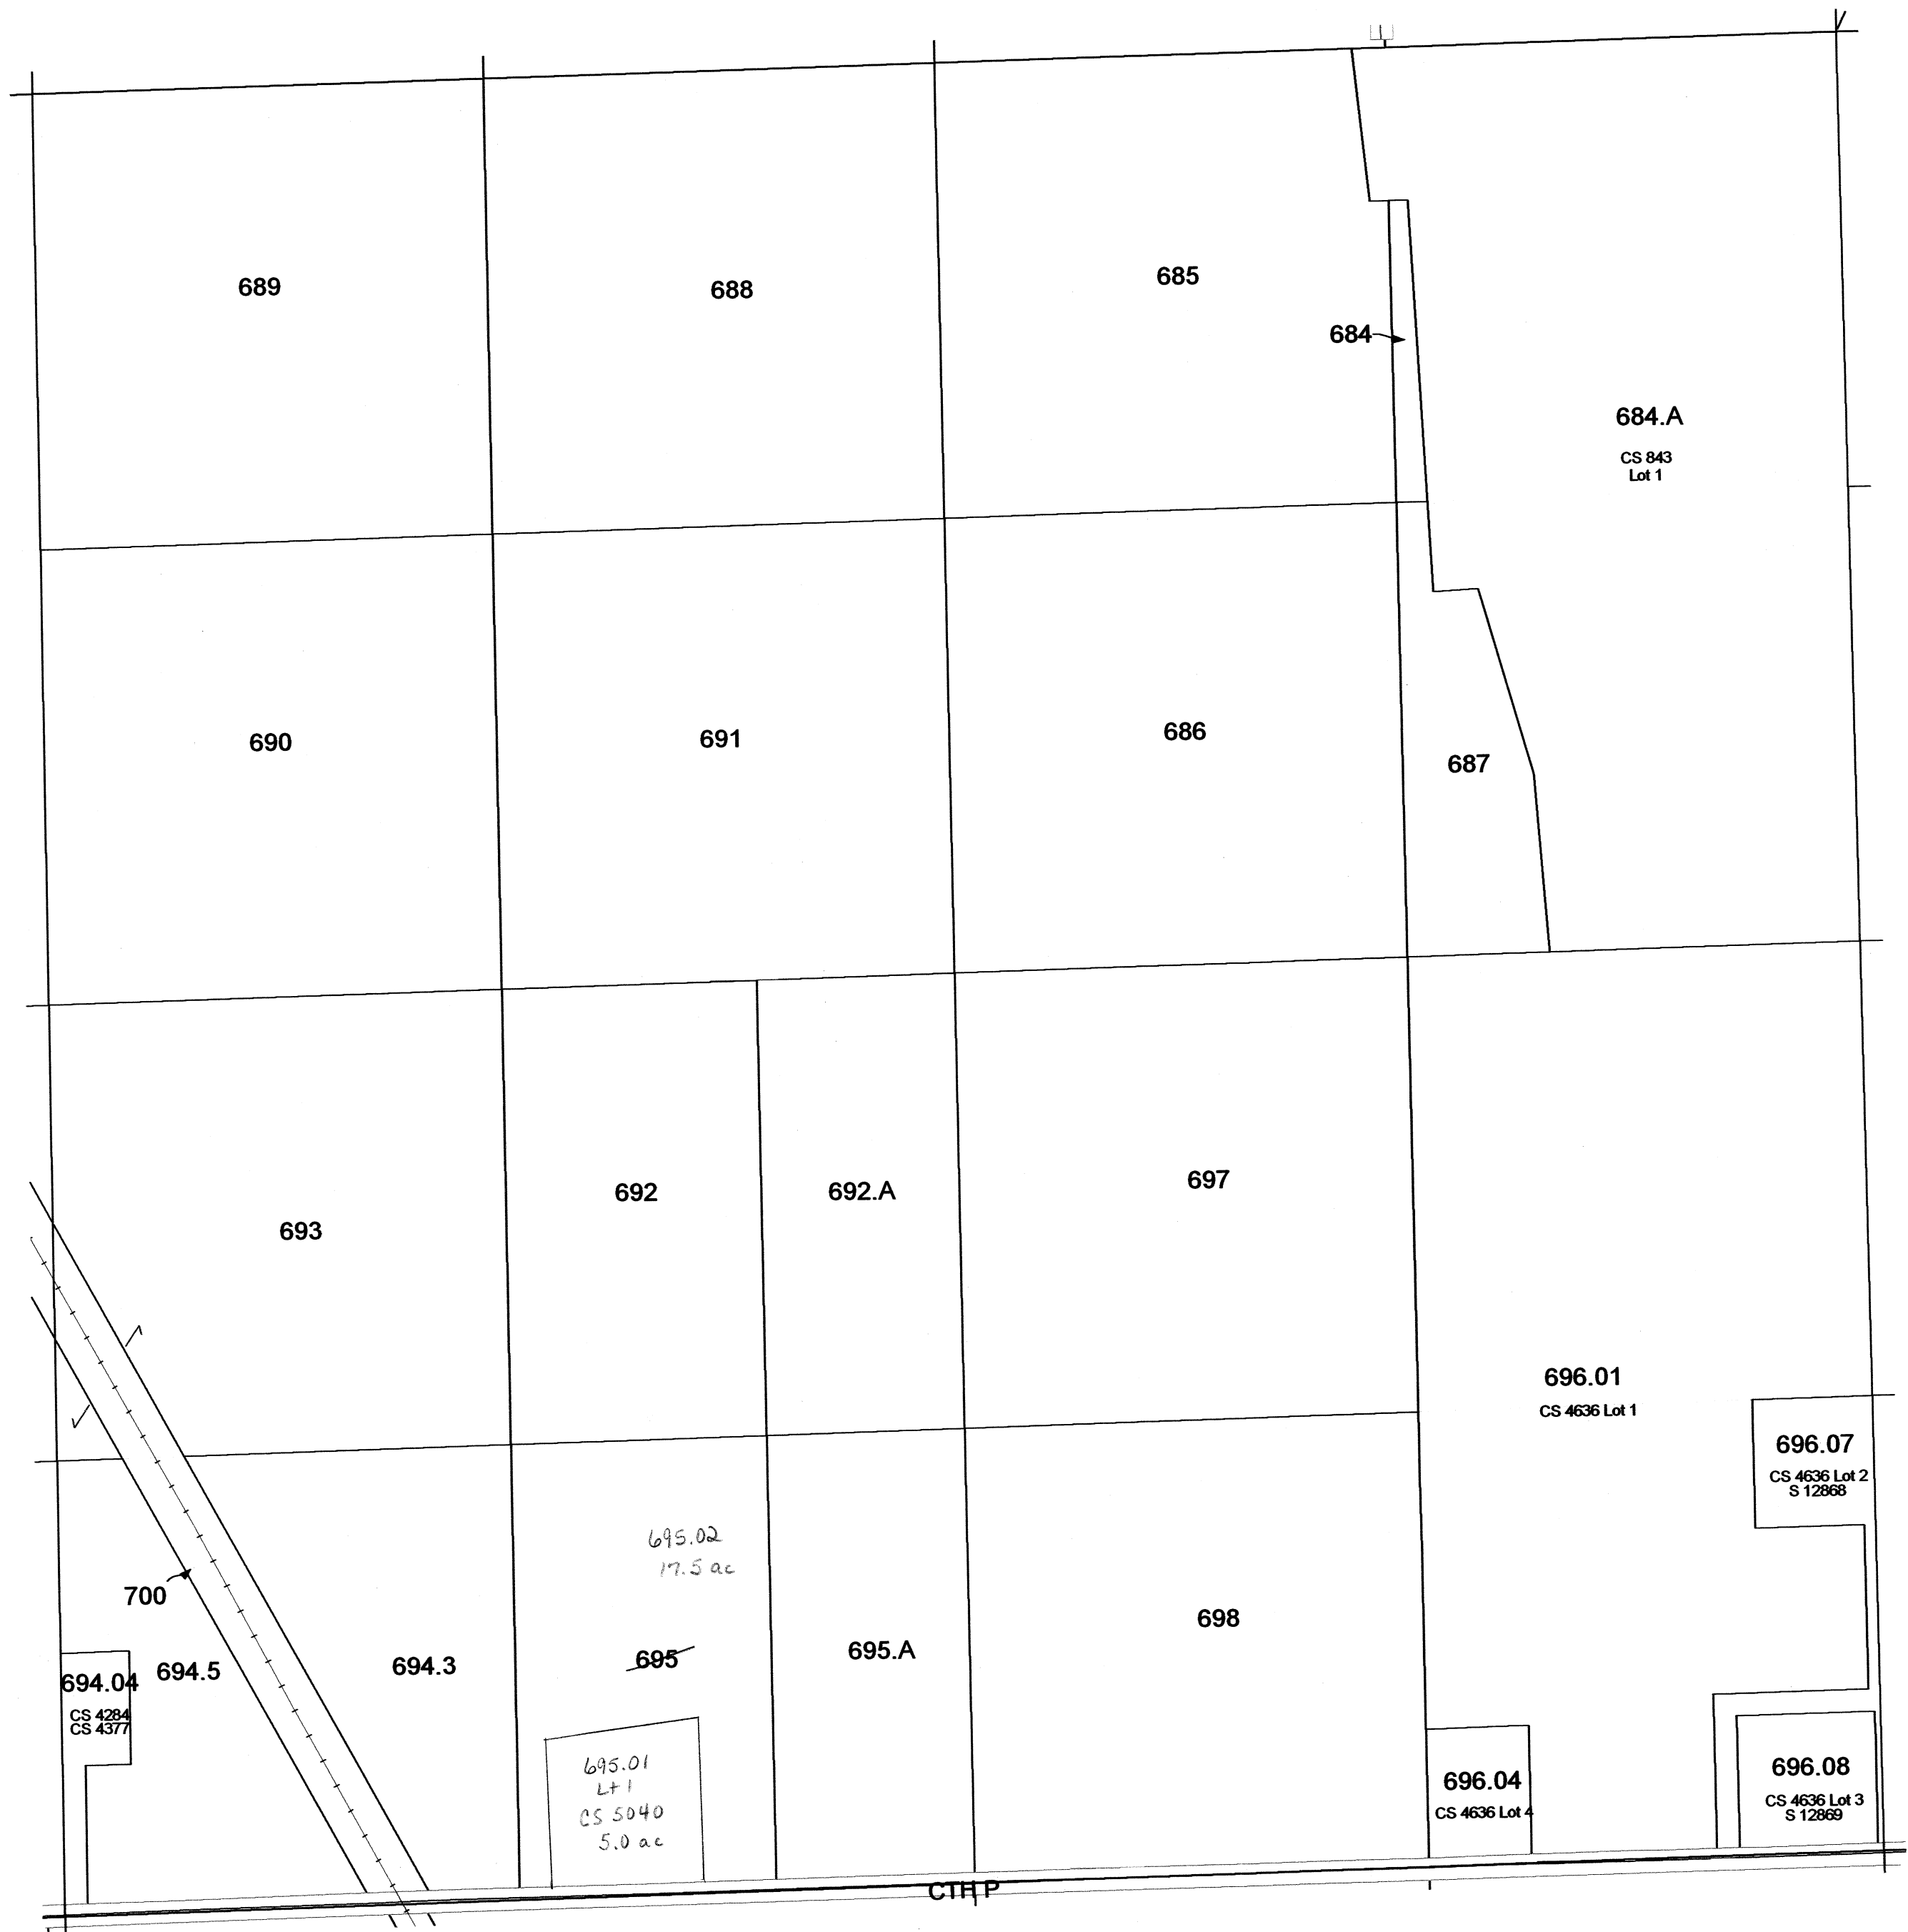 689
688
685
684
684.A
CS 843
Lot 1
690
691
686
687
693
692
692.A
697
696.01
CS 4636 Lot 1
696.07
CS 4636 Lot 2
S 12868
700
694.04
CS 4284
CS 4377
694.5
694.3
695.02
17.5 ac
695
695.01
Lt 1
CS 5040
5.0 ac
695.A
698
696.04
CS 4636 Lot 4
696.08
CS 4636 Lot 3
S 12869
CTH P